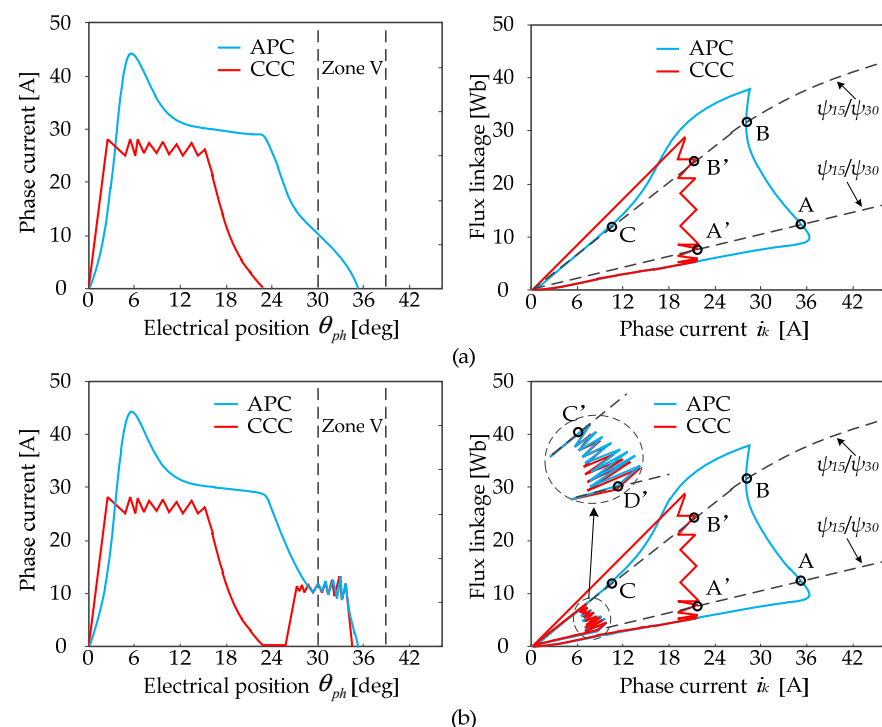 50
40
30
20
10
0
0 6 12 18 24 30 36 42
Phase current [A]
Electrical position θph [deg]
APC
CCC
Zone V
50
40
30
20
10
0
0 6 12 18 24 30 36 42
Flux linkage [Wb]
Phase current ik [A]
APC
CCC
ψ15/ψ30
ψ15/ψ30
B
B'
A
A'
C
(a)
50
40
30
20
10
0
0 6 12 18 24 30 36 42
Phase current [A]
Electrical position θph [deg]
APC
CCC
Zone V
50
40
30
20
10
0
0 6 12 18 24 30 36 42
Flux linkage [Wb]
Phase current ik [A]
APC
CCC
C'
D'
ψ15/ψ30
ψ15/ψ30
B
B'
A
A'
C
(b)